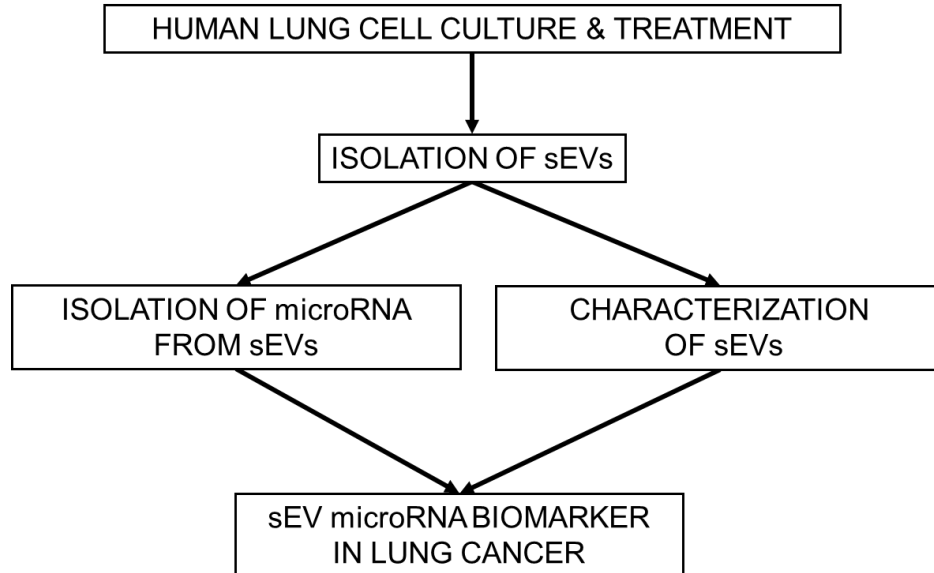 HUMAN LUNG CELL CULTURE & TREATMENT
ISOLATION OF sEVs
ISOLATION OF microRNA
FROM sEVs
CHARACTERIZATION
OF sEVs
sEV microRNA BIOMARKER
IN LUNG CANCER